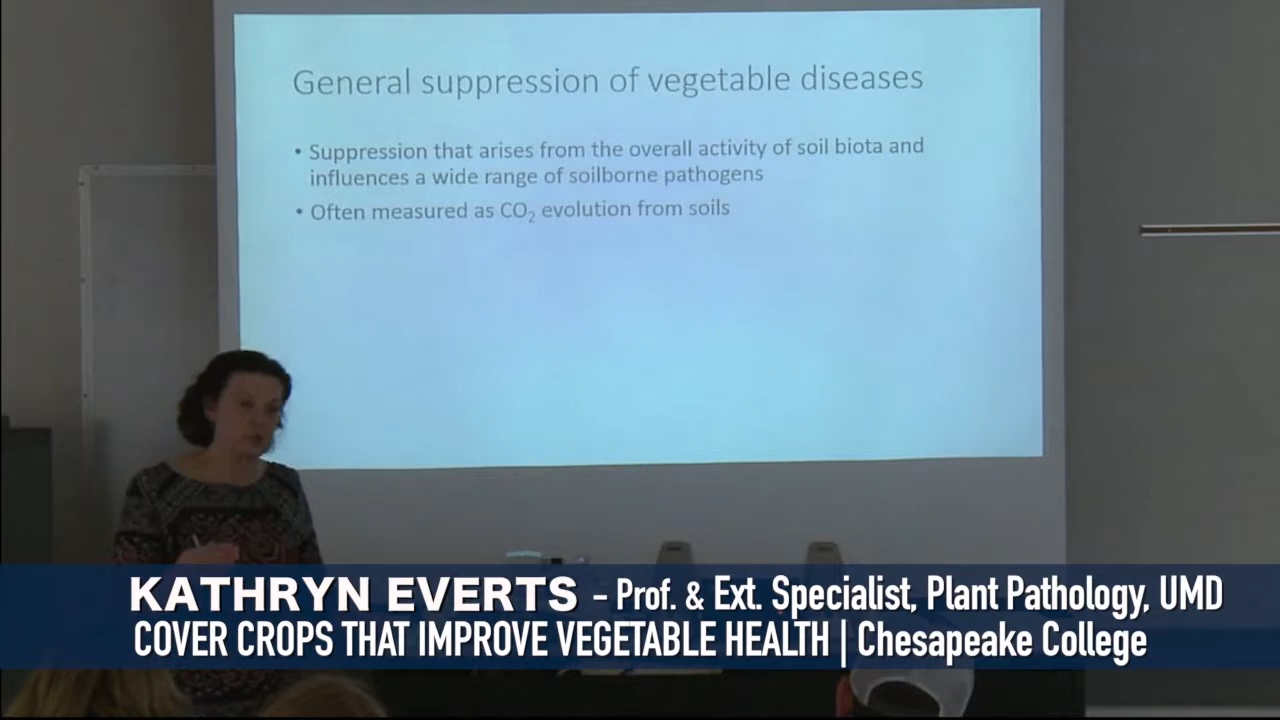 General suppression of vegetable diseases
• Suppression that arises from the overall activity of soil biota and
influences a wide range of soilborne pathogens
• Often measured as CO₂ evolution from soils
KATHRYN EVERTS – Prof. & Ext. Specialist, Plant Pathology, UMD
COVER CROPS THAT IMPROVE VEGETABLE HEALTH | Chesapeake College